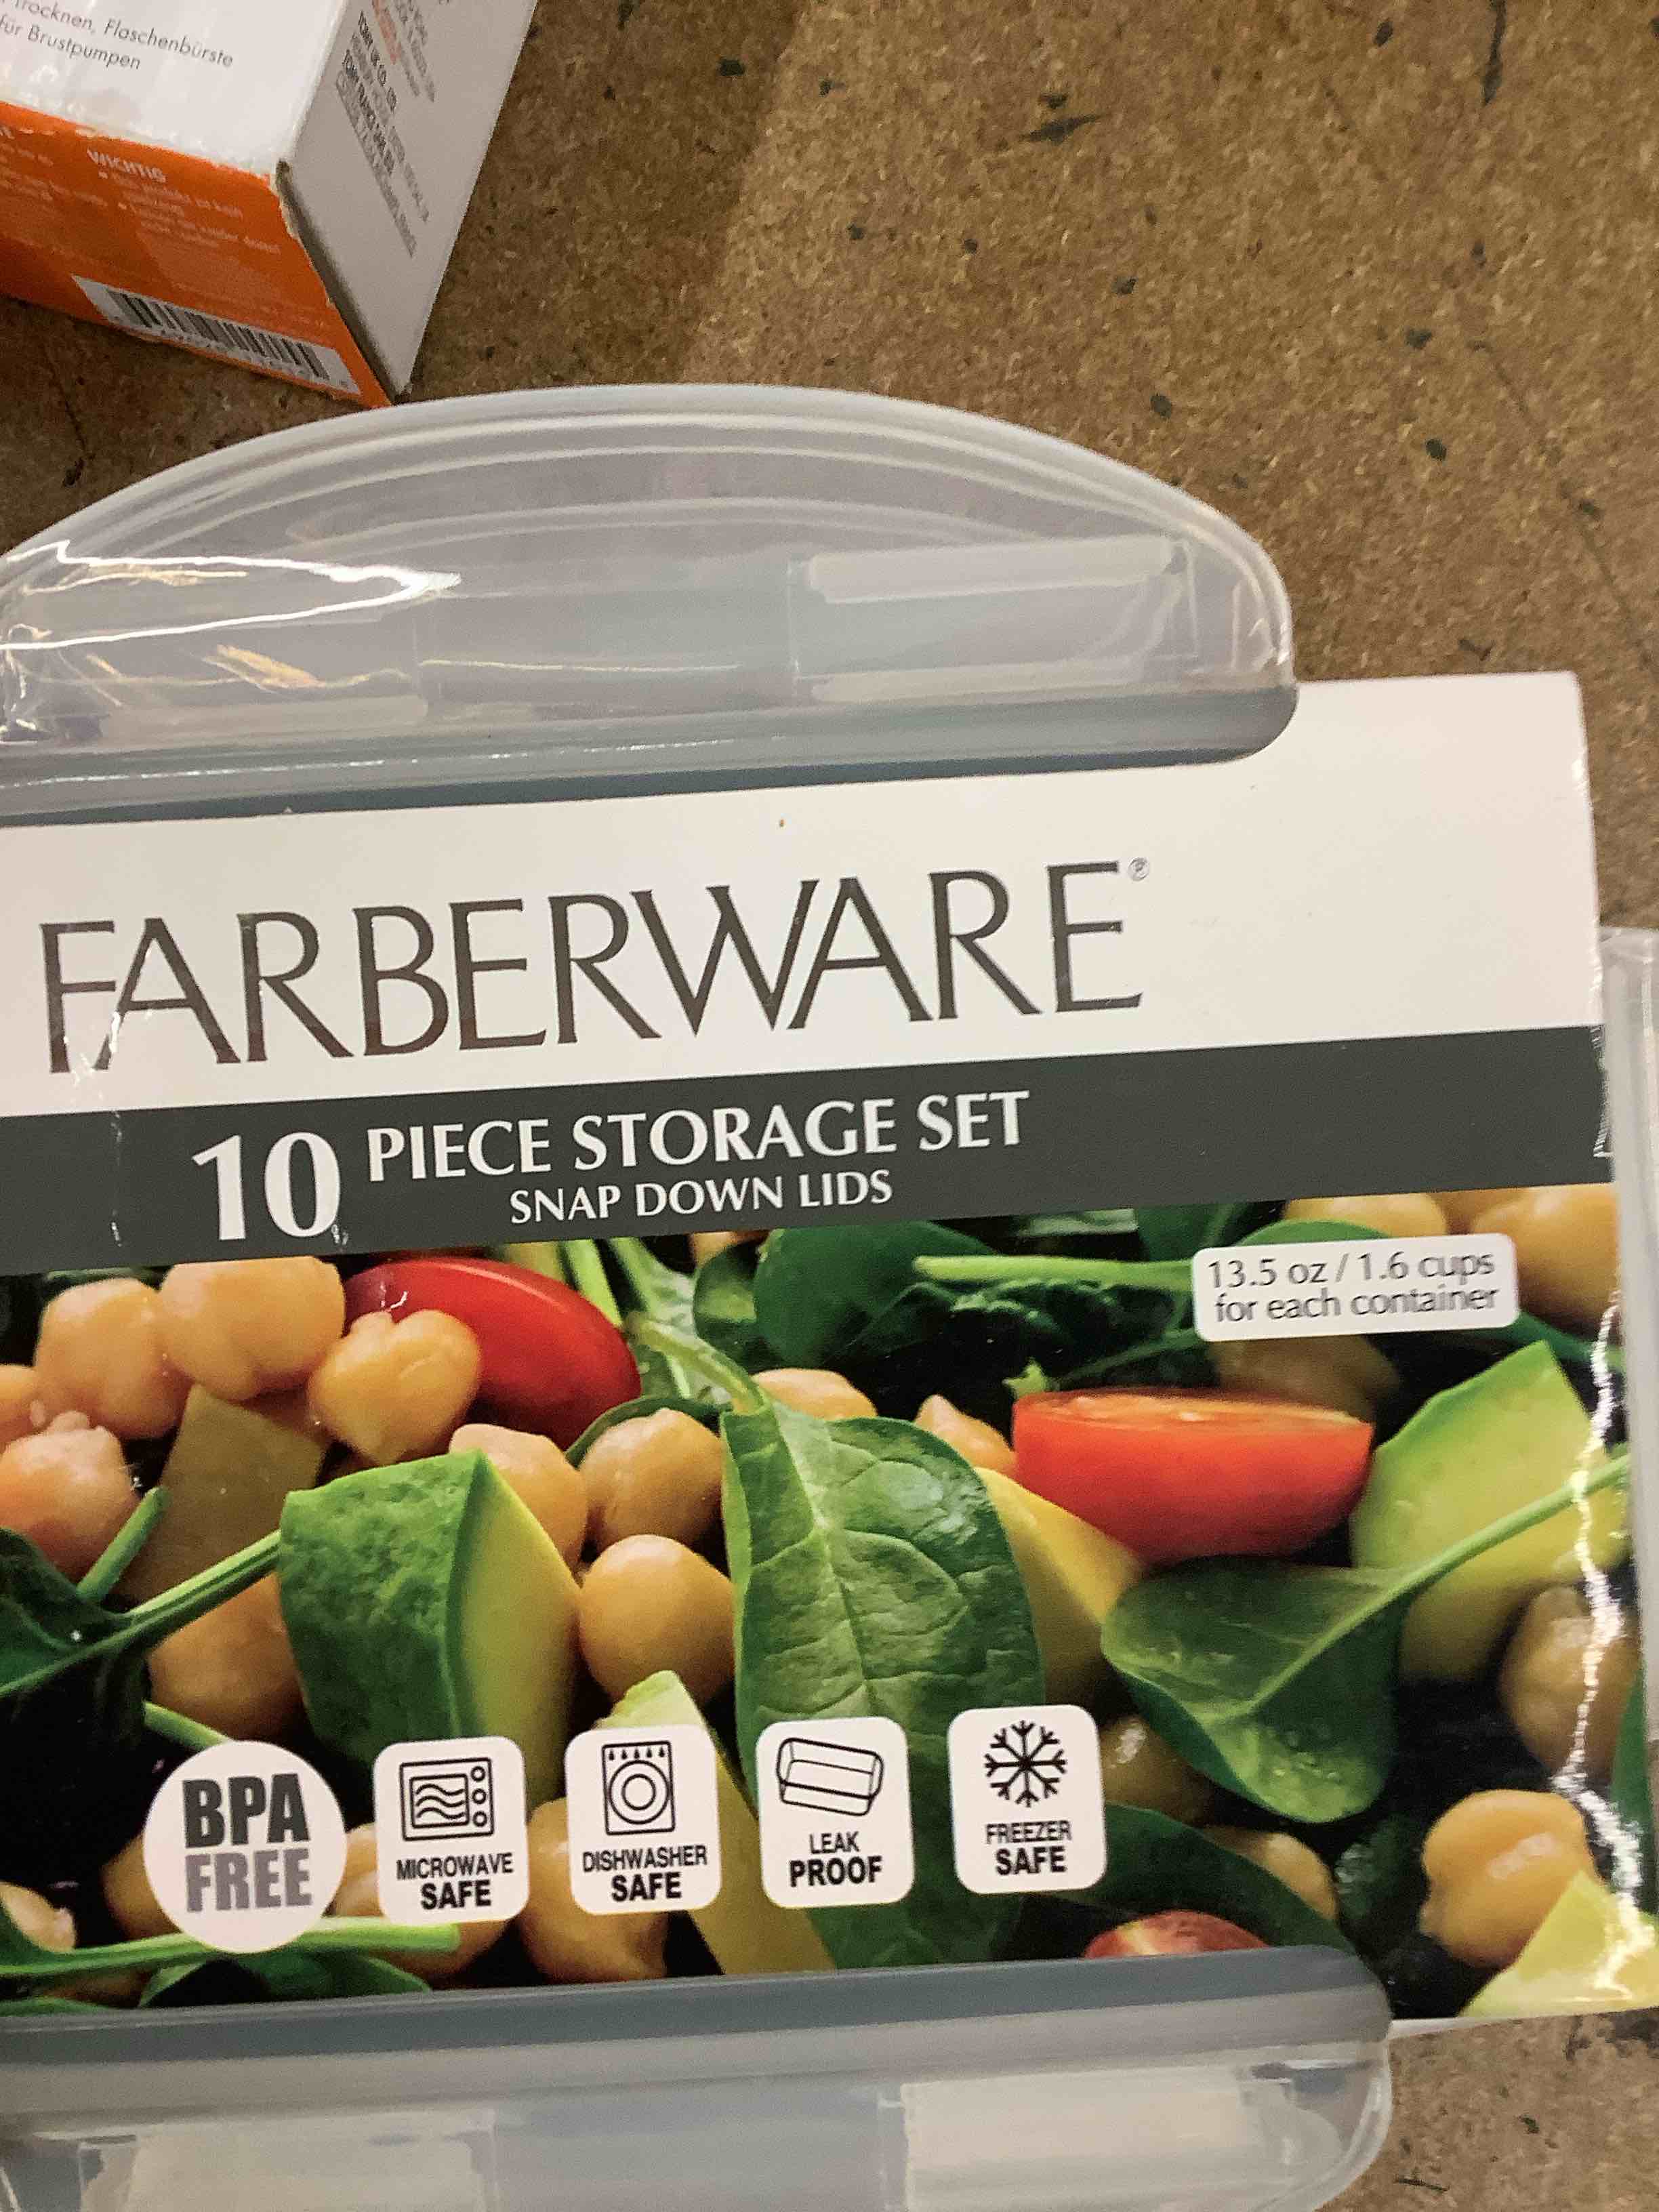 Trocknen, Flaschenbürste
für Brustpumpen
WICHTIG
FARBERWARE®
10 PIECE STORAGE SET
SNAP DOWN LIDS
13.5 oz / 1.6 cups
for each container
BPA
FREE
MICROWAVE
SAFE
DISHWASHER
SAFE
LEAK
PROOF
FREEZER
SAFE